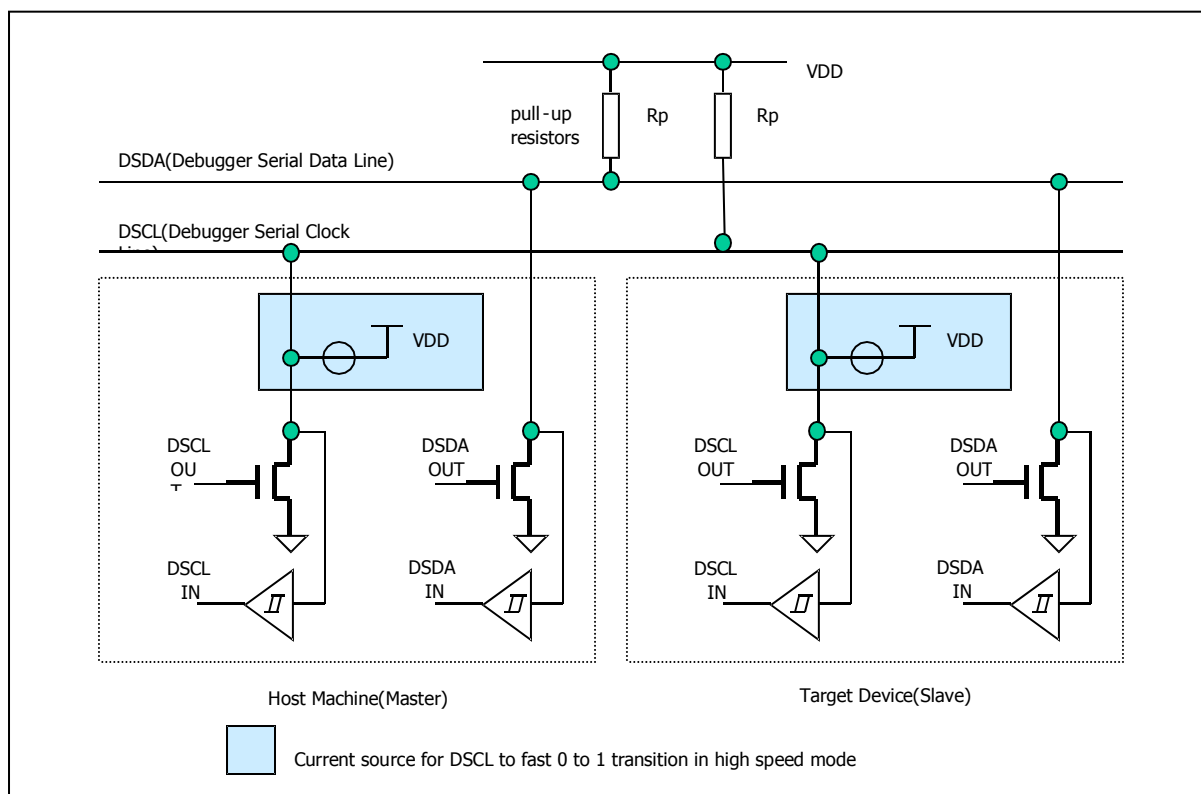 VDD
pull-up
resistors
Rp
Rp
DSDA(Debugger Serial Data Line)
DSCL(Debugger Serial Clock
VDD
VDD
DSCL
OU
DSDA
OUT
DSCL
OUT
DSDA
OUT
DSCL
IN
DSDA
IN
DSCL
IN
DSDA
IN
Host Machine(Master)
Target Device(Slave)
Current source for DSCL to fast 0 to 1 transition in high speed mode